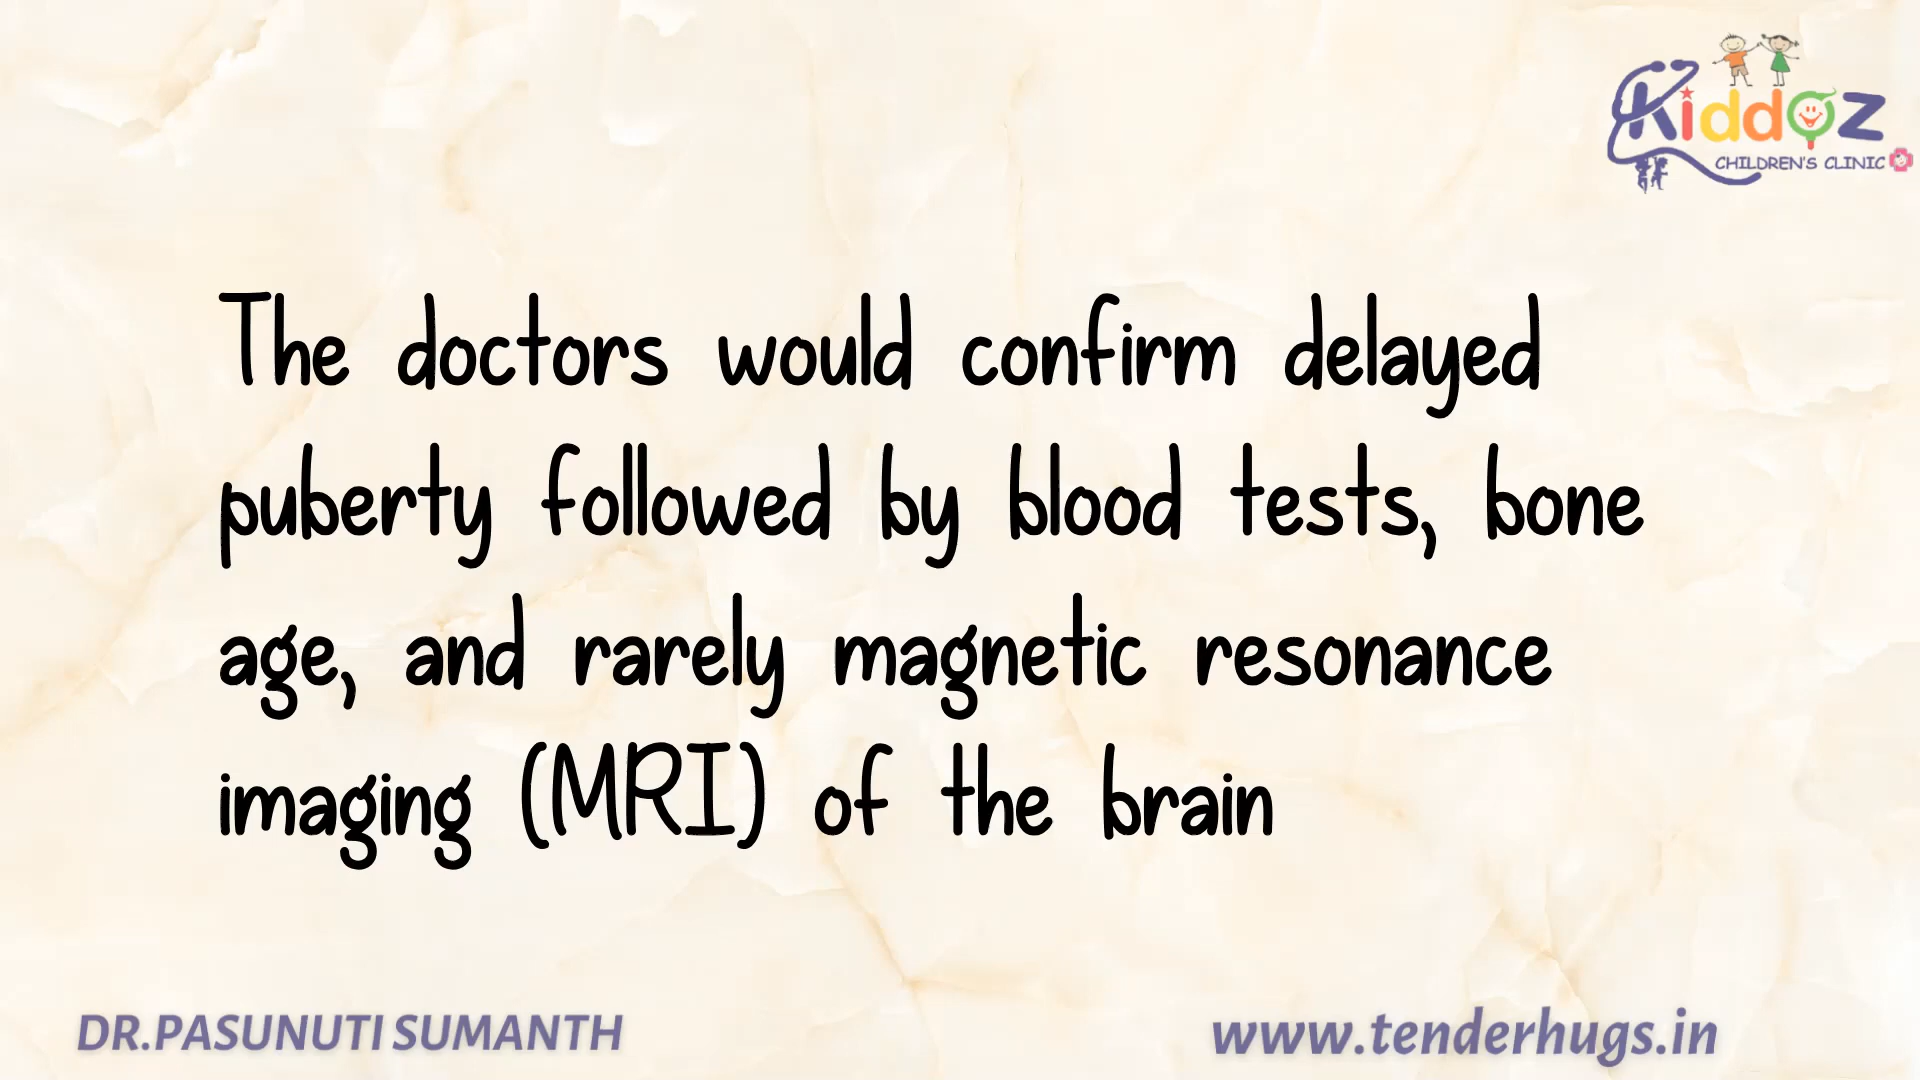 Kiddoz
CHILDREN'S CLINIC
The doctors would confirm delayed
puberty followed by blood tests, bone
age, and rarely magnetic resonance
imaging (MRI) of the brain
DR.PASUNUTI SUMANTH
www.tenderhugs.in